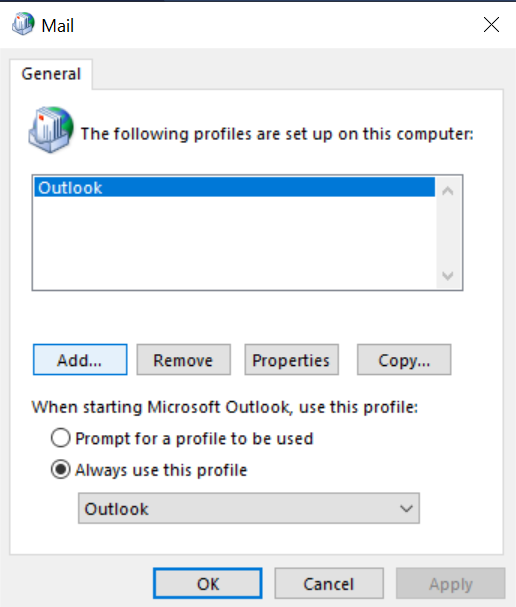 Mail
General
The following profiles are set up on this computer:
Outlook
Add... Remove Properties Copy...
When starting Microsoft Outlook, use this profile:
Prompt for a profile to be used
Always use this profile
Outlook
OK Cancel Apply